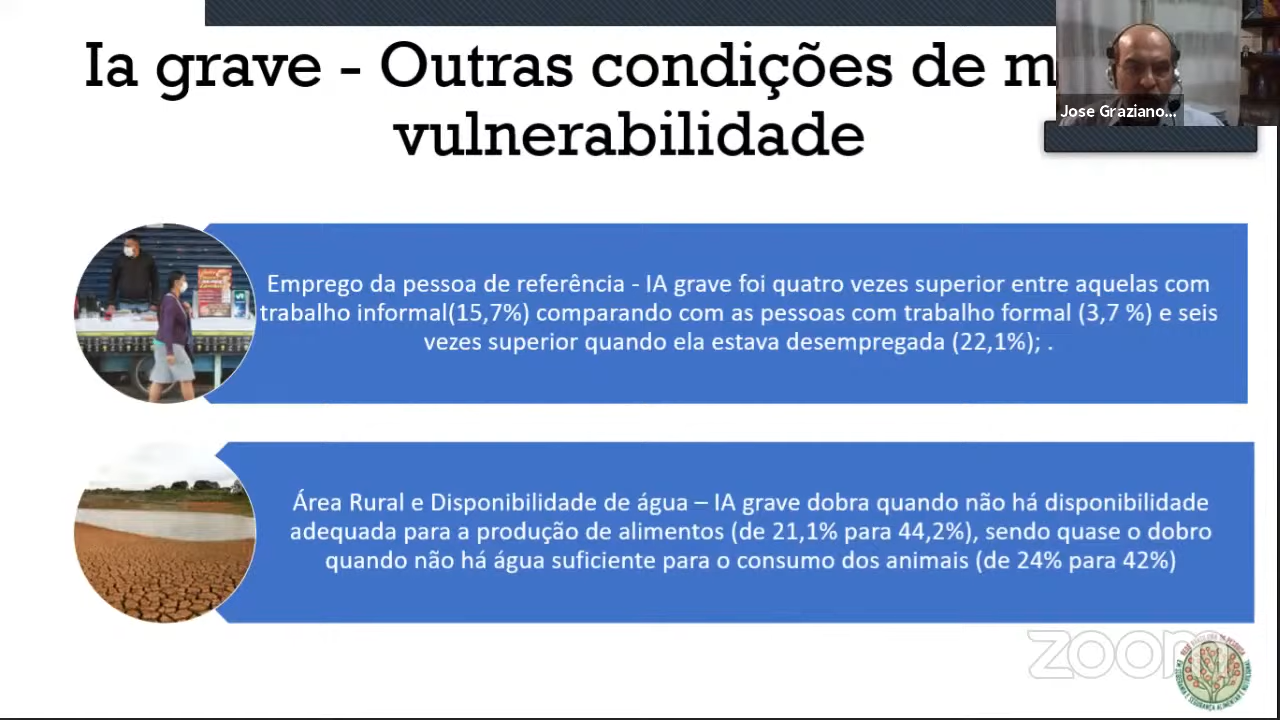 Ia grave - Outras condições de m
vulnerabilidade
Jose Graziano...
Emprego da pessoa de referência - IA grave foi quatro vezes superior entre aquelas com
trabalho informal(15,7%) comparando com as pessoas com trabalho formal (3,7 %) e seis
vezes superior quando ela estava desempregada (22,1%); .
Área Rural e Disponibilidade de água – IA grave dobra quando não há disponibilidade
adequada para a produção de alimentos (de 21,1% para 44,2%), sendo quase o dobro
quando não há água suficiente para o consumo dos animais (de 24% para 42%)
zoom